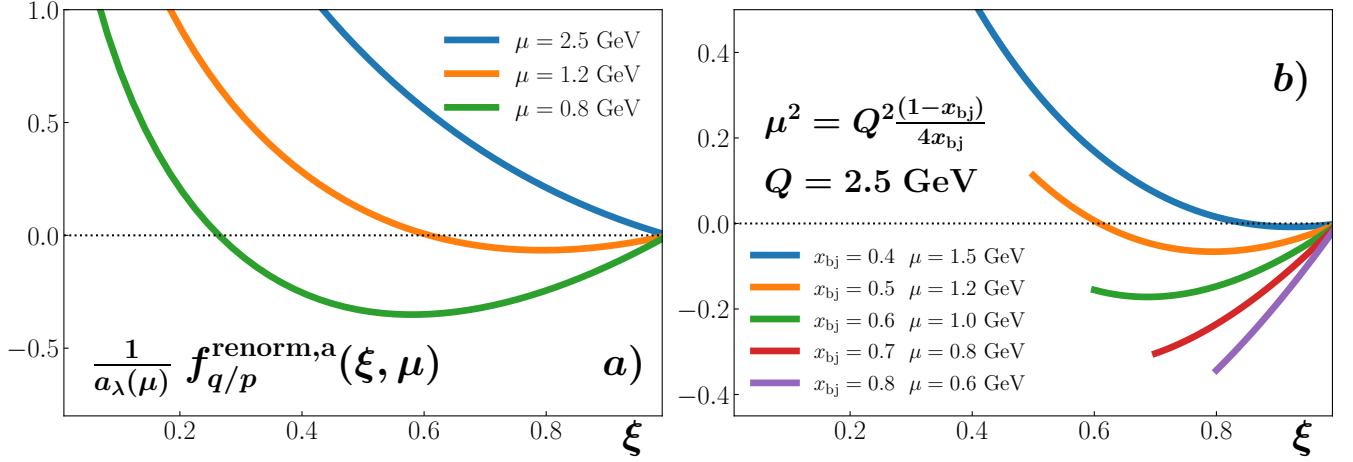 1.0
0.5
0.0
−0.5
0.2
0.4
0.6
0.8
ξ
μ = 2.5 GeV
μ = 1.2 GeV
μ = 0.8 GeV
1/a_λ(μ) f_{q/p}^{renorm,a}(ξ, μ)
a)
0.4
0.2
0.0
−0.2
−0.4
0.2
0.4
0.6
0.8
ξ
b)
μ² = Q² (1−x_bj)/4x_bj
Q = 2.5 GeV
x_bj = 0.4 μ = 1.5 GeV
x_bj = 0.5 μ = 1.2 GeV
x_bj = 0.6 μ = 1.0 GeV
x_bj = 0.7 μ = 0.8 GeV
x_bj = 0.8 μ = 0.6 GeV